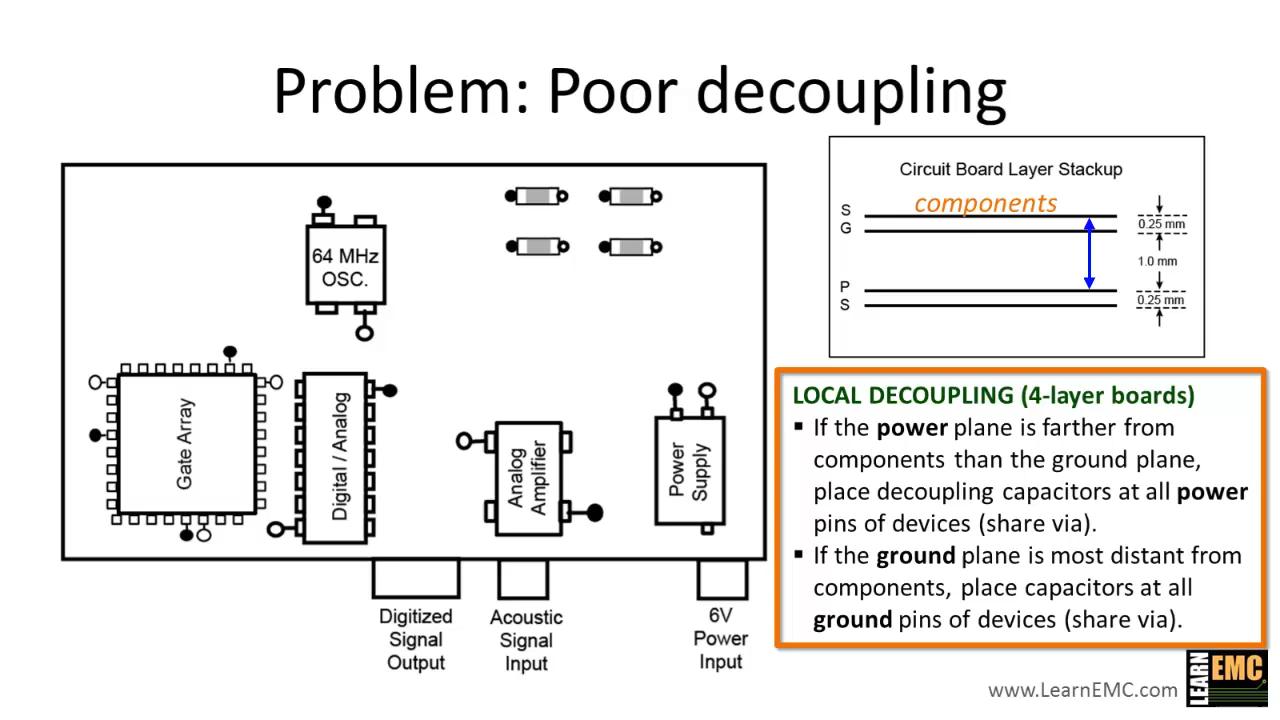 Problem: Poor decoupling
64 MHz
OSC.
Gate Array
Digital / Analog
Analog
Amplifier
Power
Supply
Digitized
Signal
Output
Acoustic
Signal
Input
6V
Power
Input
Circuit Board Layer Stackup
components
S
G
P
S
0.25 mm
1.0 mm
0.25 mm
LOCAL DECOUPLING (4-layer boards)
▪ If the power plane is farther from
components than the ground plane,
place decoupling capacitors at all power
pins of devices (share via).
▪ If the ground plane is most distant from
components, place capacitors at all
ground pins of devices (share via).
www.LearnEMC.com
LEARN
EMC